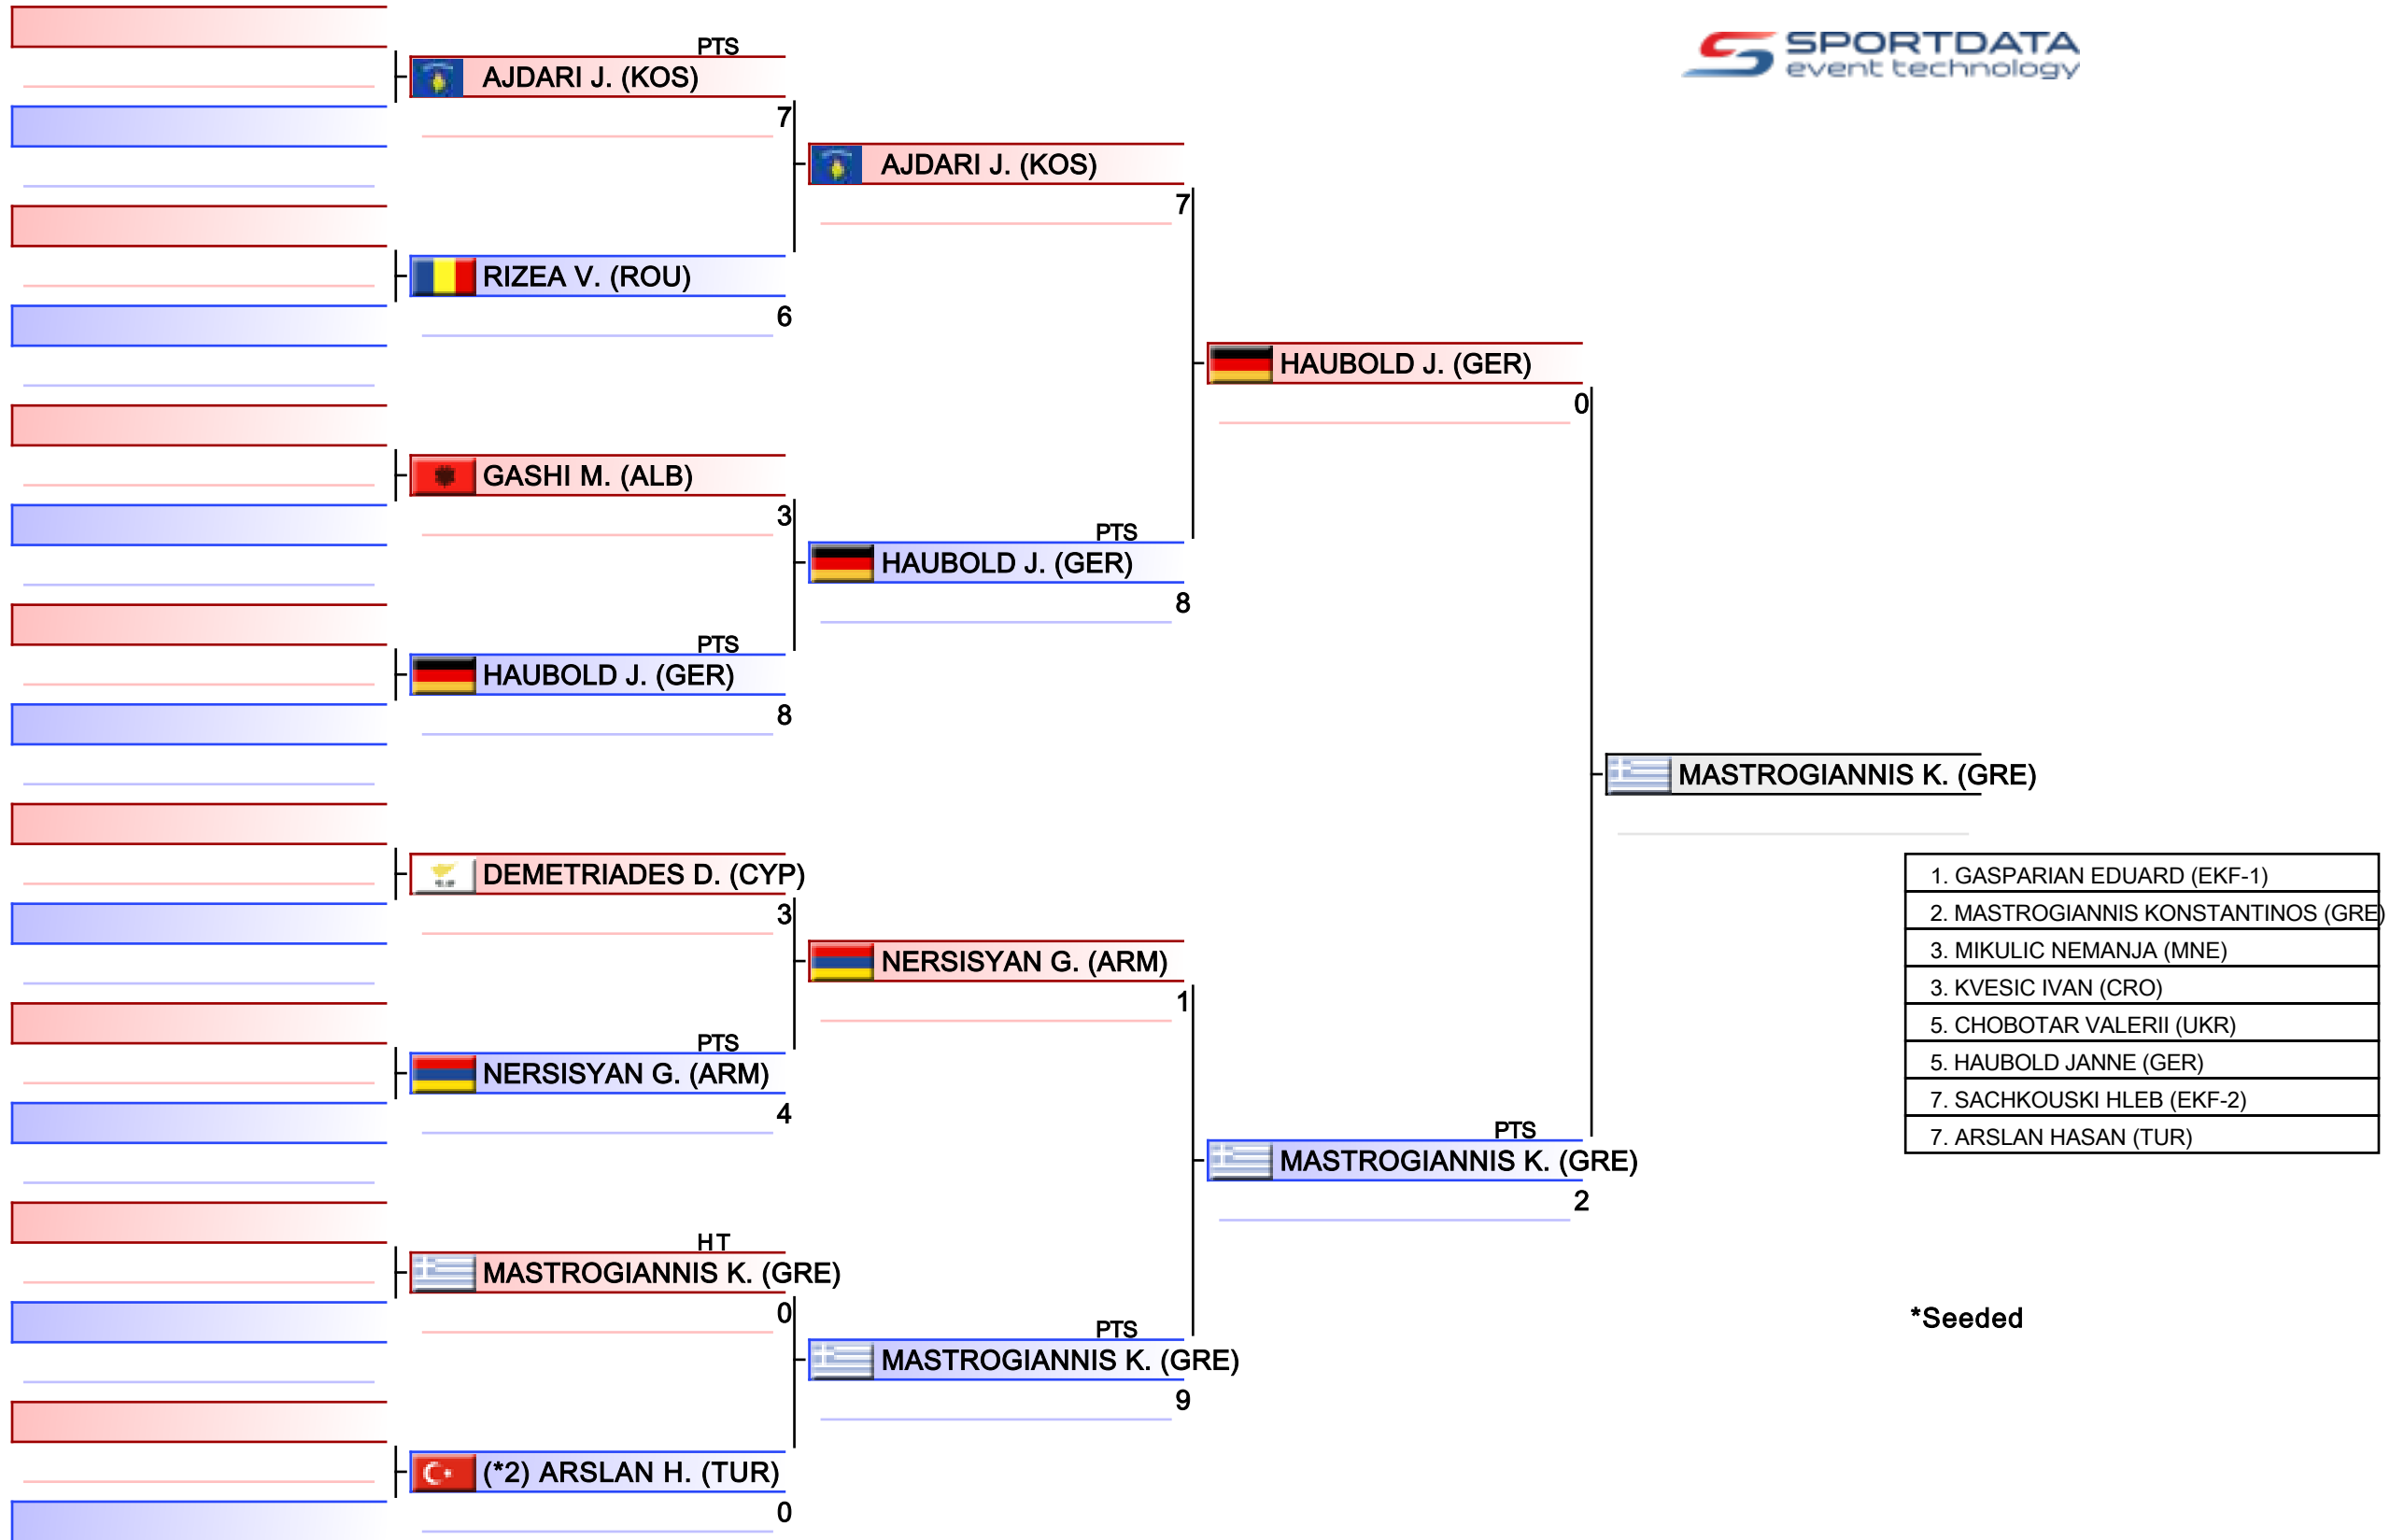 SPORTDATA
event technology
PTS
AJDARI J. (KOS)
7
AJDARI J. (KOS)
7
RIZEA V. (ROU)
6
HAUBOLD J. (GER)
0
GASHI M. (ALB)
3
PTS
HAUBOLD J. (GER)
8
PTS
HAUBOLD J. (GER)
8
MASTROGIANNIS K. (GRE)
DEMETRIADES D. (CYP)
3
NERSISYAN G. (ARM)
1
PTS
NERSISYAN G. (ARM)
4
PTS
MASTROGIANNIS K. (GRE)
2
HT
MASTROGIANNIS K. (GRE)
0
PTS
MASTROGIANNIS K. (GRE)
9
(*2) ARSLAN H. (TUR)
0
1. GASPARIAN EDUARD (EKF-1)
2. MASTROGIANNIS KONSTANTINOS (GRE)
3. MIKULIC NEMANJA (MNE)
3. KVESIC IVAN (CRO)
5. CHOBOTAR VALERII (UKR)
5. HAUBOLD JANNE (GER)
7. SACHKOUSKI HLEB (EKF-2)
7. ARSLAN HASAN (TUR)
*Seeded